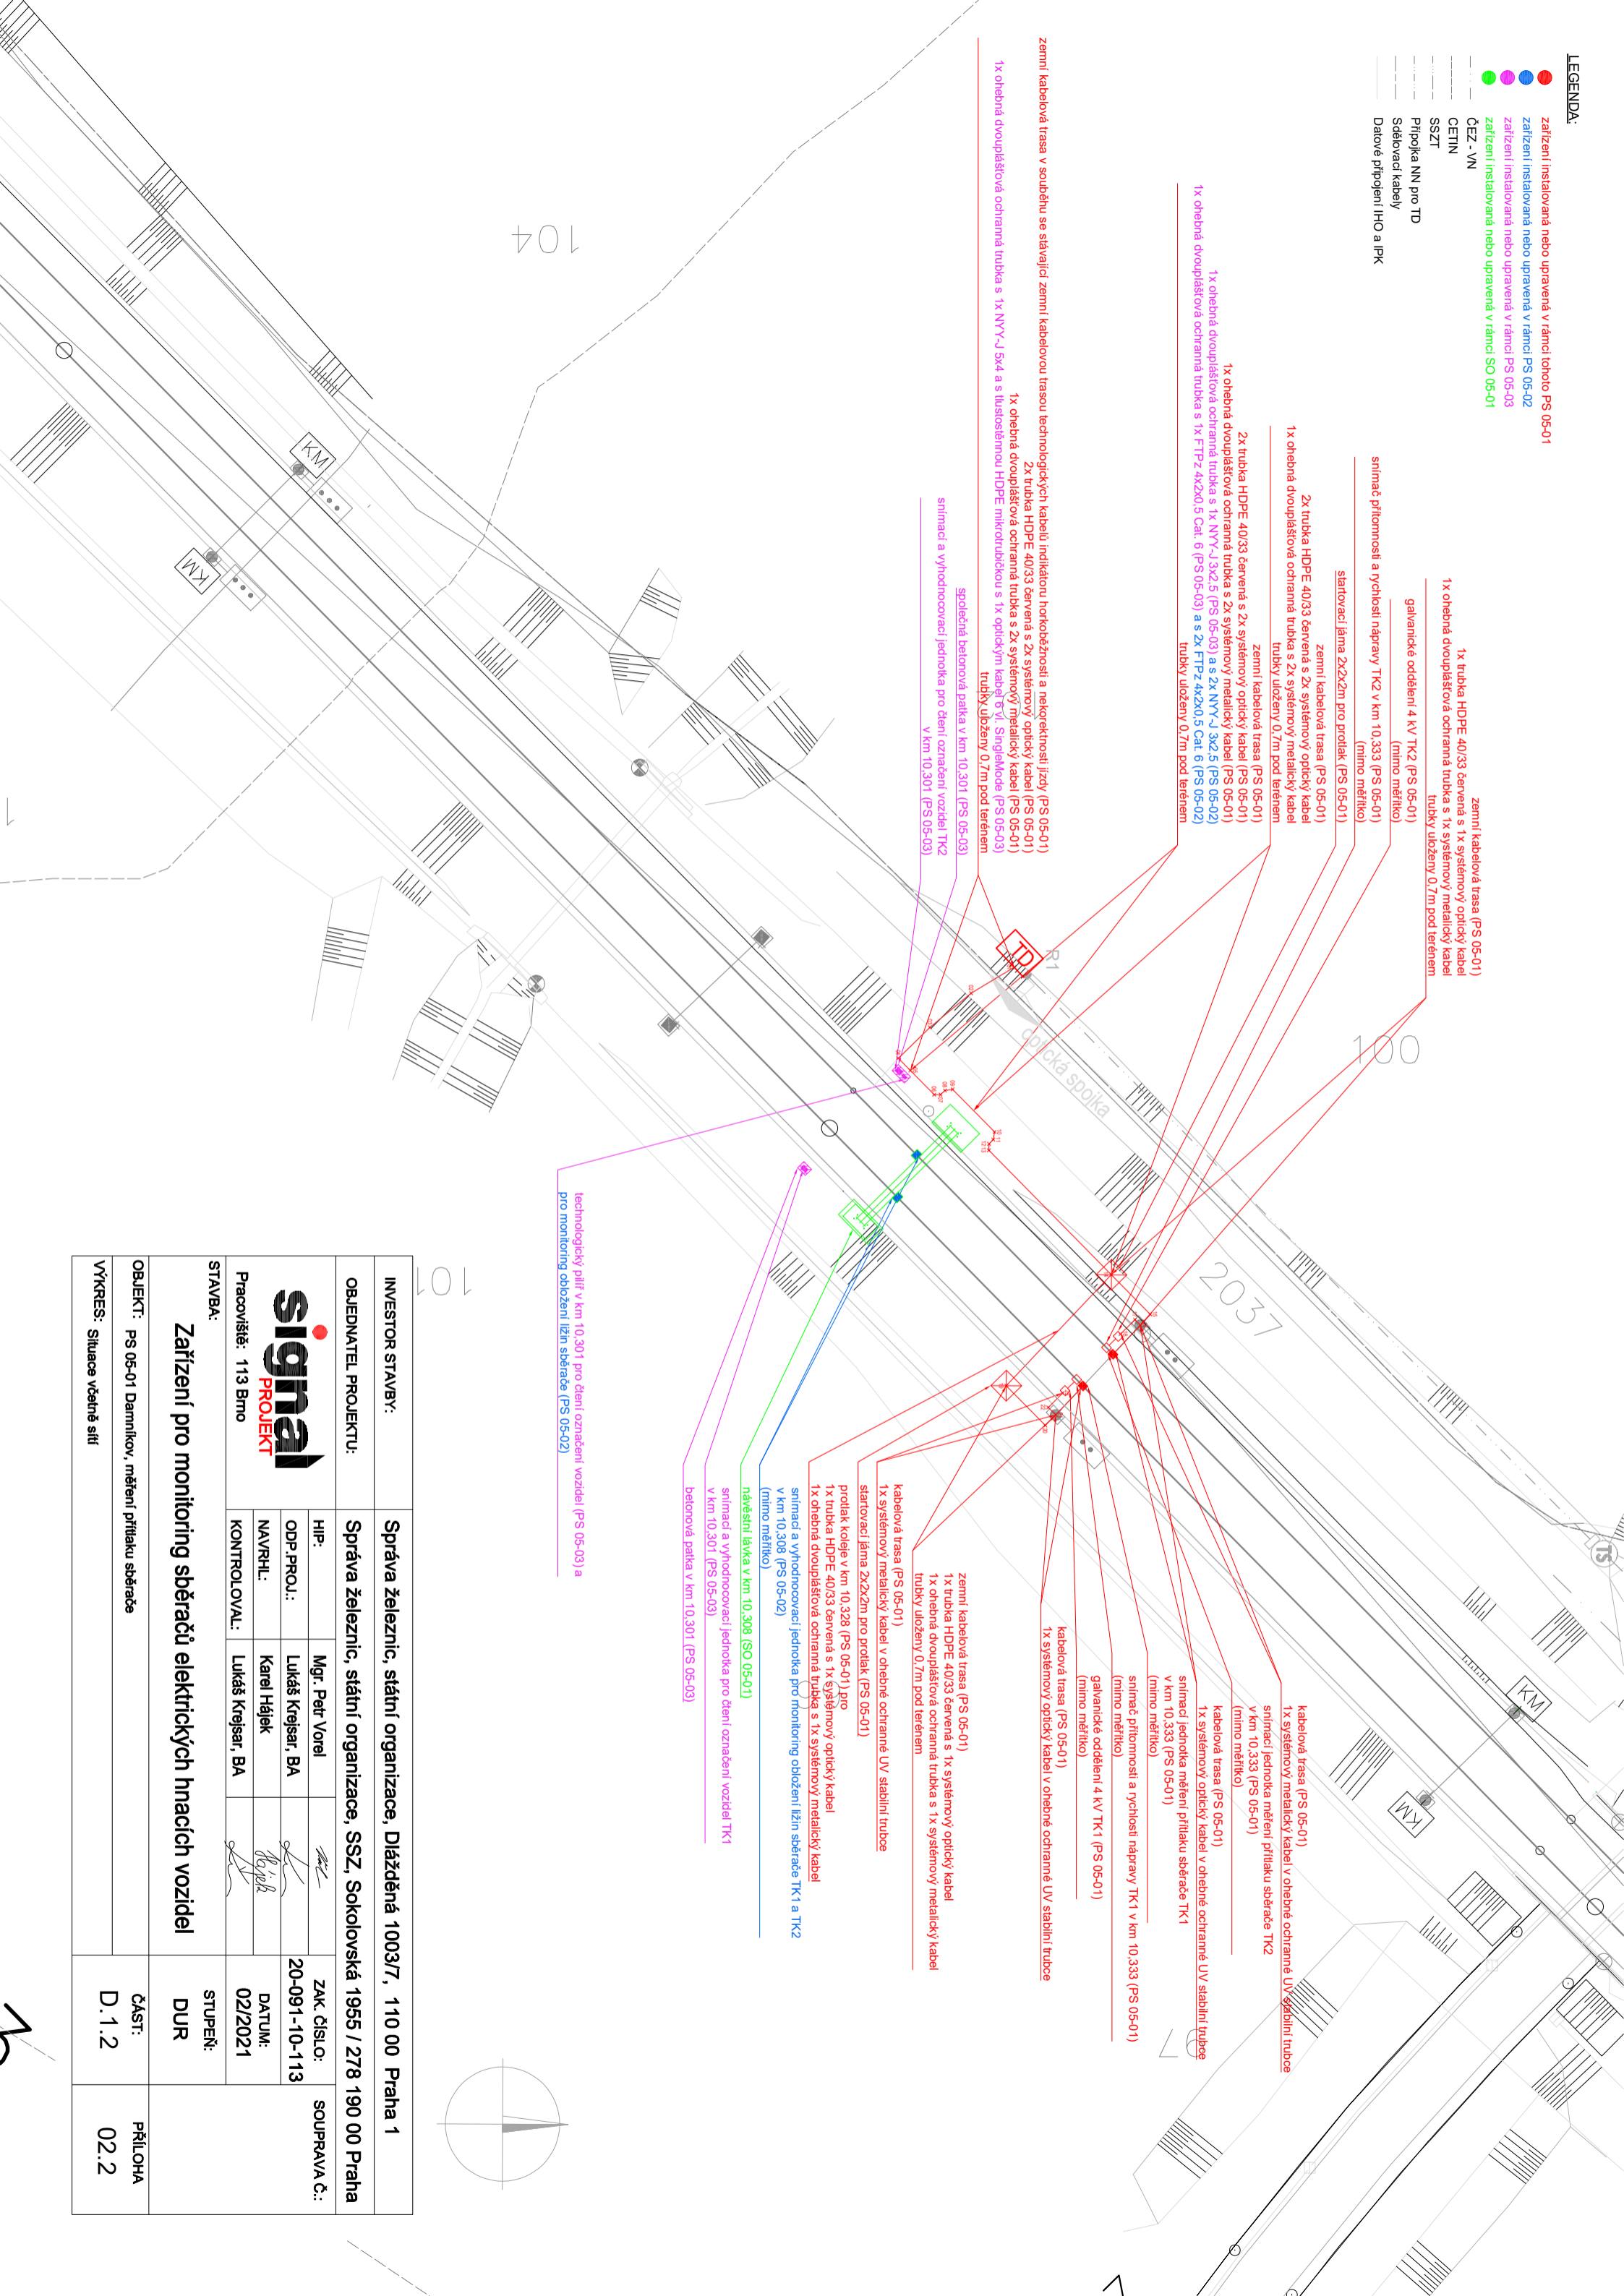 LEGENDA:
zařízení instalovaná nebo upravená v rámci tohoto PS 05-01
zařízení instalovaná nebo upravená v rámci PS 05-02
zařízení instalovaná nebo upravená v rámci PS 05-03
zařízení instalovaná nebo upravená v rámci SO 05-01
ČEZ - VN
CETIN
SSZT
Přípojka NN pro TD
Sdělovací kabely
Datové připojení IHO a IPK
zemní kabelová trasa (PS 05-01)
1x trubka HDPE 40/33 červená s 1x systémový optický kabel
1x ohebná dvouplášťová ochranná trubka s 1x systémový metalický kabel
trubky uloženy 0,7m pod terénem
galvanické oddělení 4 kV TK2 (PS 05-01)
(mimo měřítko)
snímač přítomnosti a rychlosti nápravy TK2 v km 10,333 (PS 05-01)
(mimo měřítko)
startovací jáma 2x2x2m pro protlak (PS 05-01)
zemní kabelová trasa (PS 05-01)
2x trubka HDPE 40/33 červená s 2x systémový optický kabel
1x ohebná dvouplášťová ochranná trubka s 2x systémový metalický kabel
trubky uloženy 0,7m pod terénem
zemní kabelová trasa (PS 05-01)
2x trubka HDPE 40/33 červená s 2x systémový optický kabel (PS 05-01)
1x ohebná dvouplášťová ochranná trubka s 2x systémový metalický kabel (PS 05-01)
1x ohebná dvouplášťová ochranná trubka s 1x NYY-J 3x2,5 (PS 05-03) a s 2x NYY-J 3x2,5 (PS 05-02)
1x ohebná dvouplášťová ochranná trubka s 1x FTPz 4x2x0,5 Cat. 6 (PS 05-03) a s 2x FTPz 4x2x0,5 Cat. 6 (PS 05-02)
trubky uloženy 0,7m pod terénem
zemní kabelová trasa v souběhu se stávající zemní kabelovou trasou technologických kabelů indikátoru horkoběžnosti a nekorektnosti jízdy (PS 05-01)
2x trubka HDPE 40/33 červená s 2x systémový optický kabel (PS 05-01)
1x ohebná dvouplášťová ochranná trubka s 2x systémový metalický kabel (PS 05-01)
1x ohebná dvouplášťová ochranná trubka s 1x NYY-J 5x4 a s tlustostěnnou HDPE mikrotrubičkou s 1x optickým kabel 6 vl. SingleMode (PS 05-03)
trubky uloženy 0,7m pod terénem
společná betonová patka v km 10,301 (PS 05-03)
snímací a vyhodnocovací jednotka pro čtení označení vozidel TK2
v km 10,301 (PS 05-03)
104
100
2037
101
97
KM
KM
KM
KM
TD
R1
optická spojka
TS
kabelová trasa (PS 05-01)
1x systémový metalický kabel v ohebné ochranné UV stabilní trubce
snímací jednotka měření přítlaku sběrače TK2
v km 10,333 (PS 05-01)
(mimo měřítko)
kabelová trasa (PS 05-01)
1x systémový optický kabel v ohebné ochranné UV stabilní trubce
snímací jednotka měření přítlaku sběrače TK1
v km 10,333 (PS 05-01)
(mimo měřítko)
snímač přítomnosti a rychlosti nápravy TK1 v km 10,333 (PS 05-01)
(mimo měřítko)
galvanické oddělení 4 kV TK1 (PS 05-01)
(mimo měřítko)
kabelová trasa (PS 05-01)
1x systémový optický kabel v ohebné ochranné UV stabilní trubce
zemní kabelová trasa (PS 05-01)
1x trubka HDPE 40/33 červená s 1x systémový optický kabel
1x ohebná dvouplášťová ochranná trubka s 1x systémový metalický kabel
trubky uloženy 0,7m pod terénem
kabelová trasa (PS 05-01)
1x systémový metalický kabel v ohebné ochranné UV stabilní trubce
startovací jáma 2x2x2m pro protlak (PS 05-01)
protlak koleje v km 10,328 (PS 05-01) pro
1x trubka HDPE 40/33 červená s 1x systémový optický kabel
1x ohebná dvouplášťová ochranná trubka s 1x systémový metalický kabel
snímací a vyhodnocovací jednotka pro monitoring obložení ližin sběrače TK1 a TK2
v km 10,308 (PS 05-02)
(mimo měřítko)
návěstní lávka v km 10,308 (SO 05-01)
snímací a vyhodnocovací jednotka pro čtení označení vozidel TK1
v km 10,301 (PS 05-03)
betonová patka v km 10,301 (PS 05-03)
technologický pilíř v km 10,301 pro čtení označení vozidel (PS 05-03) a
pro monitoring obložení ližin sběrače (PS 05-02)
INVESTOR STAVBY: Správa železnic, státní organizace, Dlážděná 1003/7, 110 00 Praha 1
OBJEDNATEL PROJEKTU: Správa železnic, státní organizace, SSZ, Sokolovská 1955 / 278 190 00 Praha
signal
PROJEKT
Pracoviště: 113 Brno
HIP: Mgr. Petr Vorel
ODP.PROJ.: Lukáš Krejsar, BA
NAVRHL: Karel Hájek
KONTROLOVAL: Lukáš Krejsar, BA
ZAK. ČÍSLO:
20-091-10-113
DATUM:
02/2021
SOUPRAVA Č.:
STAVBA:
Zařízení pro monitoring sběračů elektrických hnacích vozidel
STUPEŇ:
DUR
OBJEKT: PS 05-01 Damníkov, měření přítlaku sběrače
VÝKRES: Situace včetně sítí
ČÁST:
D.1.2
PŘÍLOHA
02.2